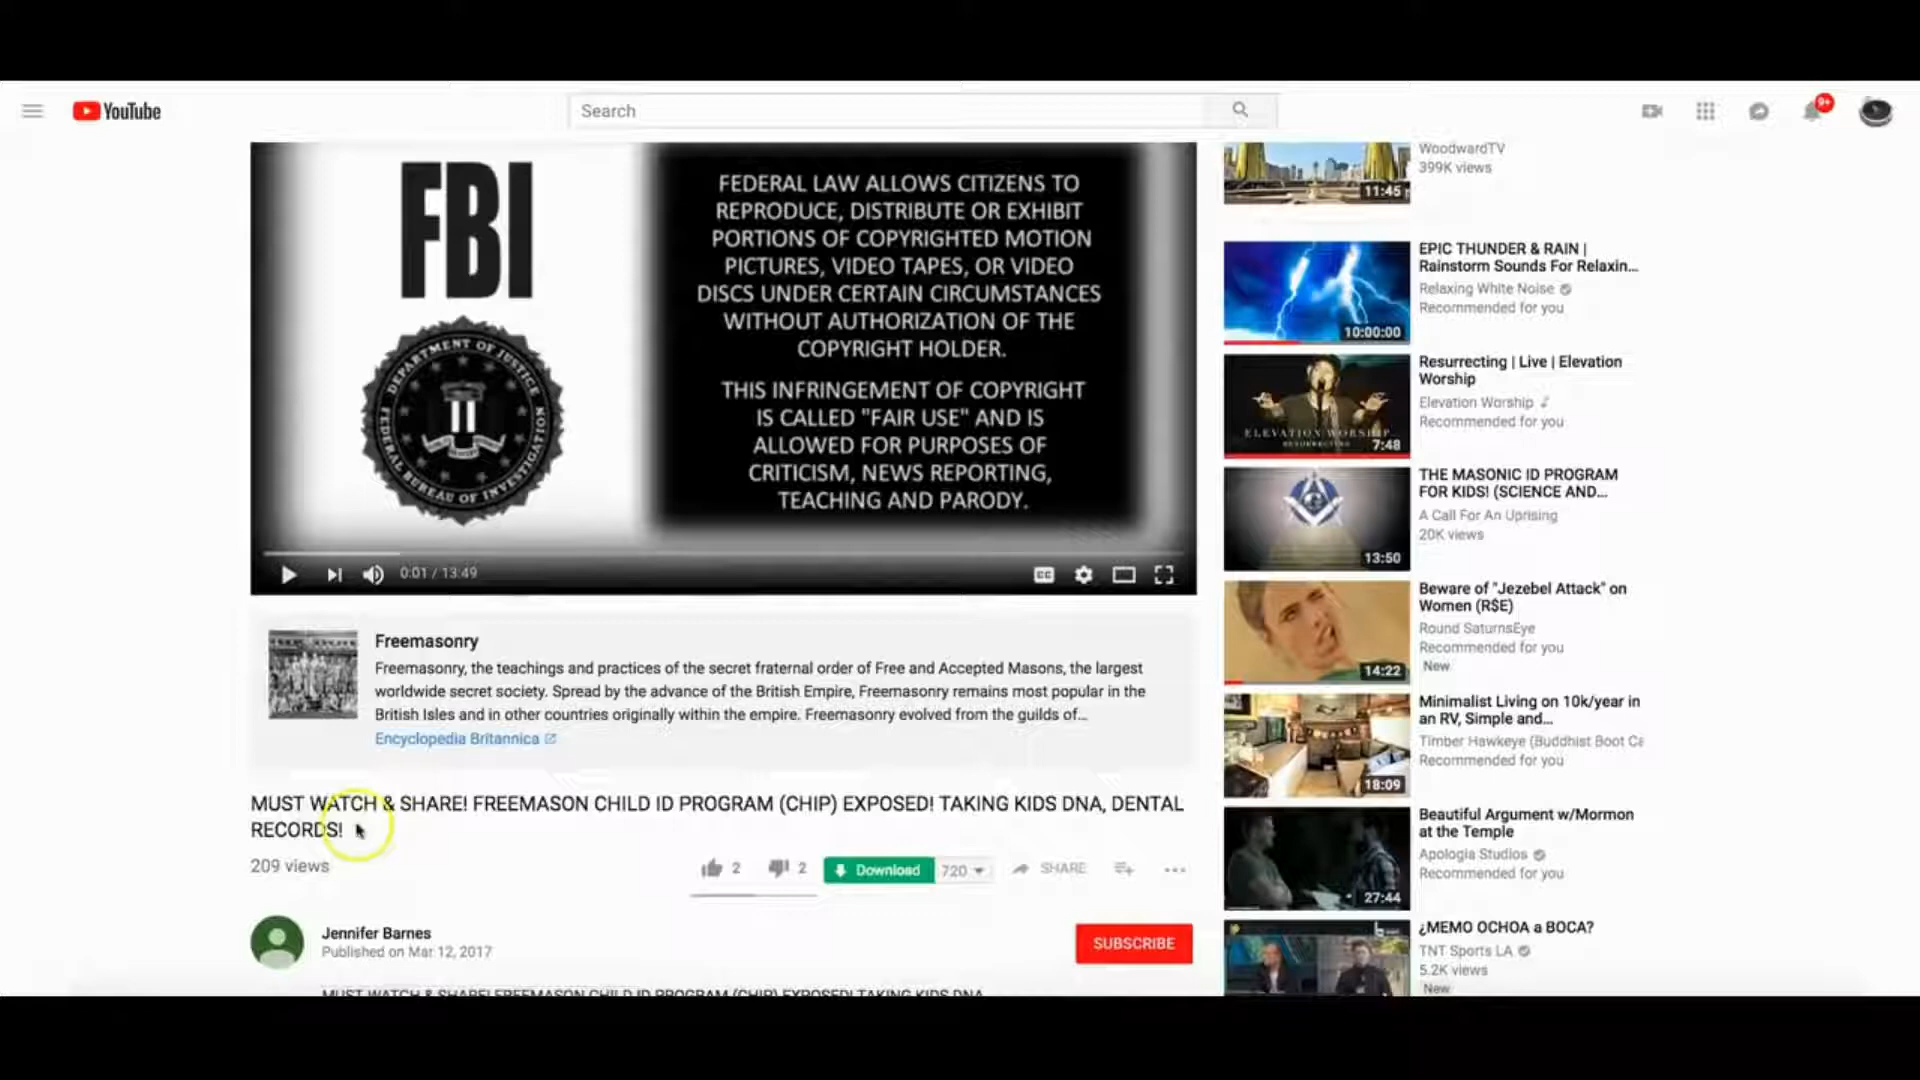 YouTube
Search
9+
FBI
DEPARTMENT OF JUSTICE
FEDERAL BUREAU OF INVESTIGATION
FEDERAL LAW ALLOWS CITIZENS TO
REPRODUCE, DISTRIBUTE OR EXHIBIT
PORTIONS OF COPYRIGHTED MOTION
PICTURES, VIDEO TAPES, OR VIDEO
DISCS UNDER CERTAIN CIRCUMSTANCES
WITHOUT AUTHORIZATION OF THE
COPYRIGHT HOLDER.
THIS INFRINGEMENT OF COPYRIGHT
IS CALLED "FAIR USE" AND IS
ALLOWED FOR PURPOSES OF
CRITICISM, NEWS REPORTING,
TEACHING AND PARODY.
0:01 / 13:49
CC
Freemasonry
Freemasonry, the teachings and practices of the secret fraternal order of Free and Accepted Masons, the largest
worldwide secret society. Spread by the advance of the British Empire, Freemasonry remains most popular in the
British Isles and in other countries originally within the empire. Freemasonry evolved from the guilds of...
Encyclopedia Britannica
MUST WATCH & SHARE! FREEMASON CHILD ID PROGRAM (CHIP) EXPOSED! TAKING KIDS DNA, DENTAL
RECORDS!
209 views
2
2
Download
720
SHARE
Jennifer Barnes
Published on Mar 12, 2017
SUBSCRIBE
MUST WATCH & SHARE! FREEMASON CHILD ID PROGRAM (CHIP) EXPOSED! TAKING KIDS DNA,
11:45
WoodwardTV
399K views
10:00:00
EPIC THUNDER & RAIN |
Rainstorm Sounds For Relaxin...
Relaxing White Noise
Recommended for you
ELEVATION WORSHIP
RESURRECTING
7:48
Resurrecting | Live | Elevation
Worship
Elevation Worship
Recommended for you
13:50
THE MASONIC ID PROGRAM
FOR KIDS! (SCIENCE AND...
A Call For An Uprising
20K views
14:22
Beware of "Jezebel Attack" on
Women (R$E)
Round SaturnsEye
Recommended for you
New
18:09
Minimalist Living on 10k/year in
an RV, Simple and...
Timber Hawkeye (Buddhist Boot Ca
Recommended for you
27:44
Beautiful Argument w/Mormon
at the Temple
Apologia Studios
Recommended for you
¿MEMO OCHOA a BOCA?
TNT Sports LA
5.2K views
New